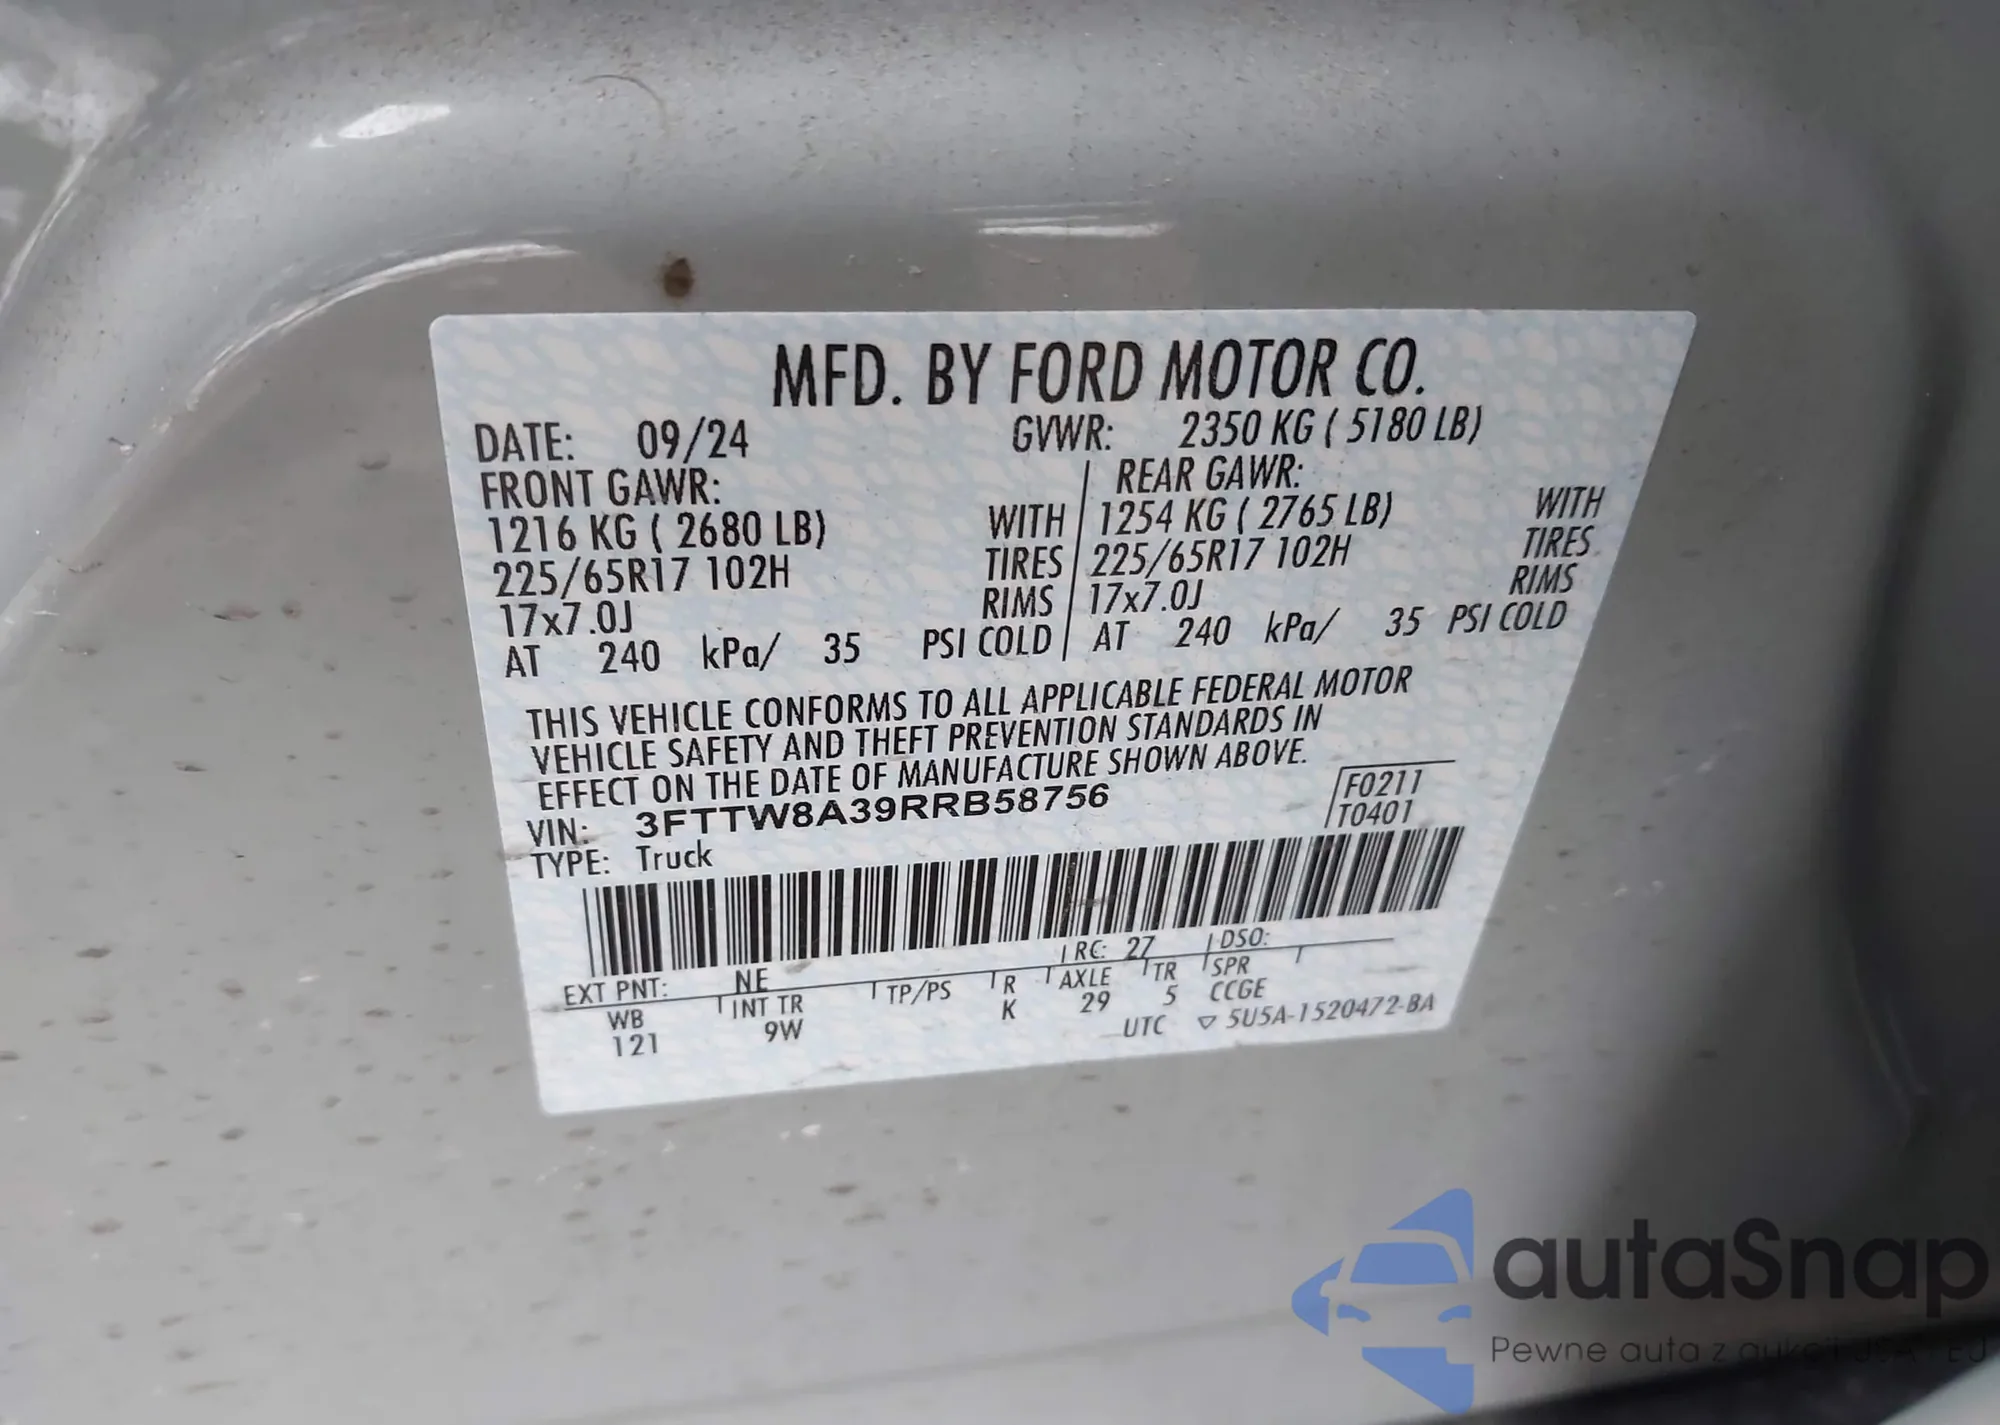 MFD. BY FORD MOTOR CO.
DATE: 09/24 GVWR: 2350 KG ( 5180 LB)
FRONT GAWR: REAR GAWR:
1216 KG ( 2680 LB) WITH 1254 KG ( 2765 LB) WITH
225/65R17 102H TIRES 225/65R17 102H TIRES
17x7.0J RIMS 17x7.0J RIMS
AT 240 kPa/ 35 PSI COLD AT 240 kPa/ 35 PSI COLD
THIS VEHICLE CONFORMS TO ALL APPLICABLE FEDERAL MOTOR
VEHICLE SAFETY AND THEFT PREVENTION STANDARDS IN
EFFECT ON THE DATE OF MANUFACTURE SHOWN ABOVE.
VIN: 3FTTW8A39RRB58756 F0211
TYPE: Truck T0401
EXT PNT: NE RC: 27 DSO:
WB INT TR TP/PS R AXLE TR SPR
121 9W K 29 5 CCGE
UTC ▽ 5U5A-1520472-BA
autaSnap
Pewne auta z aukcji USA